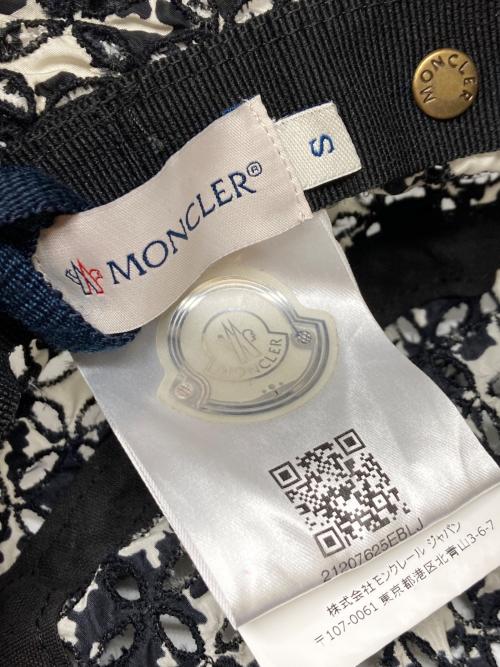 MONCLER
S
MONCLER®
MONCLER
21207625EBLJ
株式会社モンクレール ジャパン
〒107-0061 東京都港区北青山3-6-7